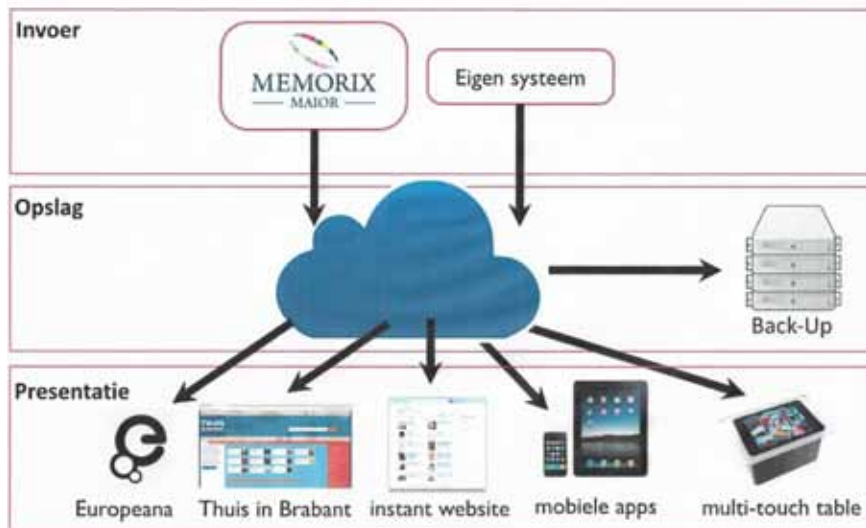 Invoer
MEMORIX
MAIOR
Eigen systeem
Opslag
Back-Up
Presentatie
Europeana
Thuis in Brabant
instant website
mobiele apps
multi-touch table